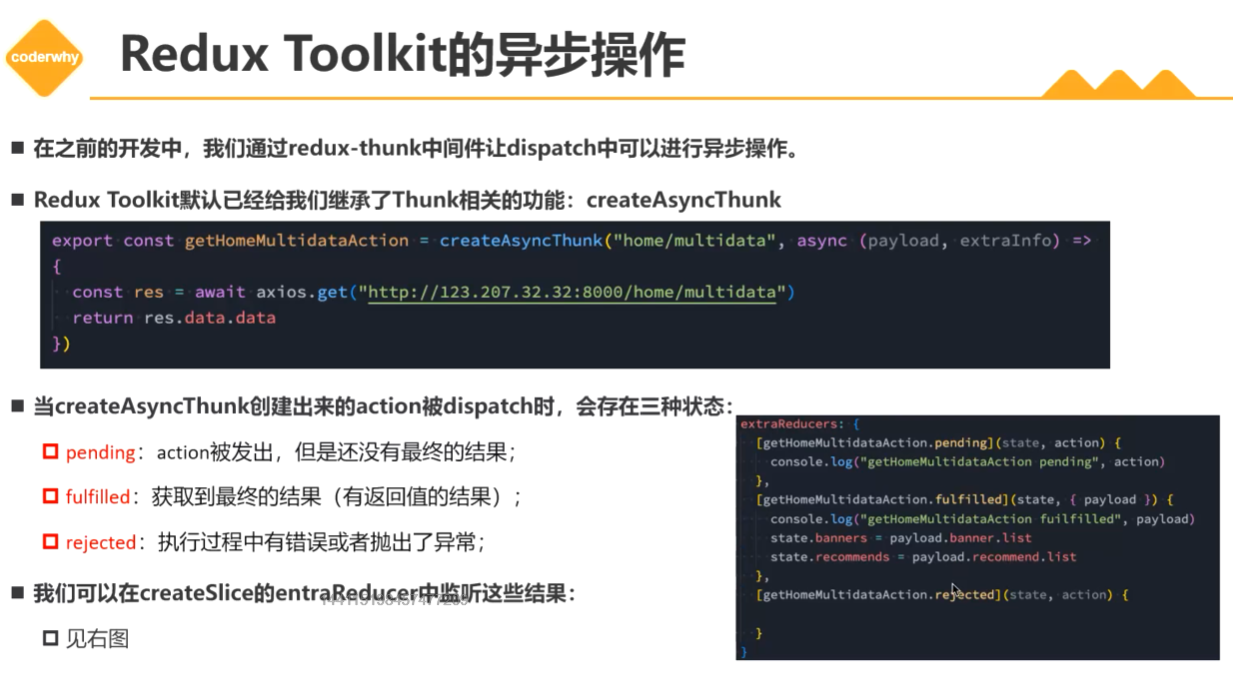 coderwhy
Redux Toolkit的异步操作
在之前的开发中，我们通过redux-thunk中间件让dispatch中可以进行异步操作。
Redux Toolkit默认已经给我们继承了Thunk相关的功能：createAsyncThunk
export const getHomeMultidataAction = createAsyncThunk("home/multidata", async (payload, extraInfo) =>
{
const res = await axios.get("http://123.207.32.32:8000/home/multidata")
return res.data.data
})
当createAsyncThunk创建出来的action被dispatch时，会存在三种状态：
pending：action被发出，但是还没有最终的结果；
fulfilled：获取到最终的结果（有返回值的结果）；
rejected：执行过程中有错误或者抛出了异常；
我们可以在createSlice的entraReducer中监听这些结果：
见右图
extraReducers: {
[getHomeMultidataAction.pending](state, action) {
console.log("getHomeMultidataAction pending", action)
},
[getHomeMultidataAction.fulfilled](state, { payload }) {
console.log("getHomeMultidataAction fuilfilled", payload)
state.banners = payload.banner.list
state.recommends = payload.recommend.list
},
[getHomeMultidataAction.rejected](state, action) {
}
}